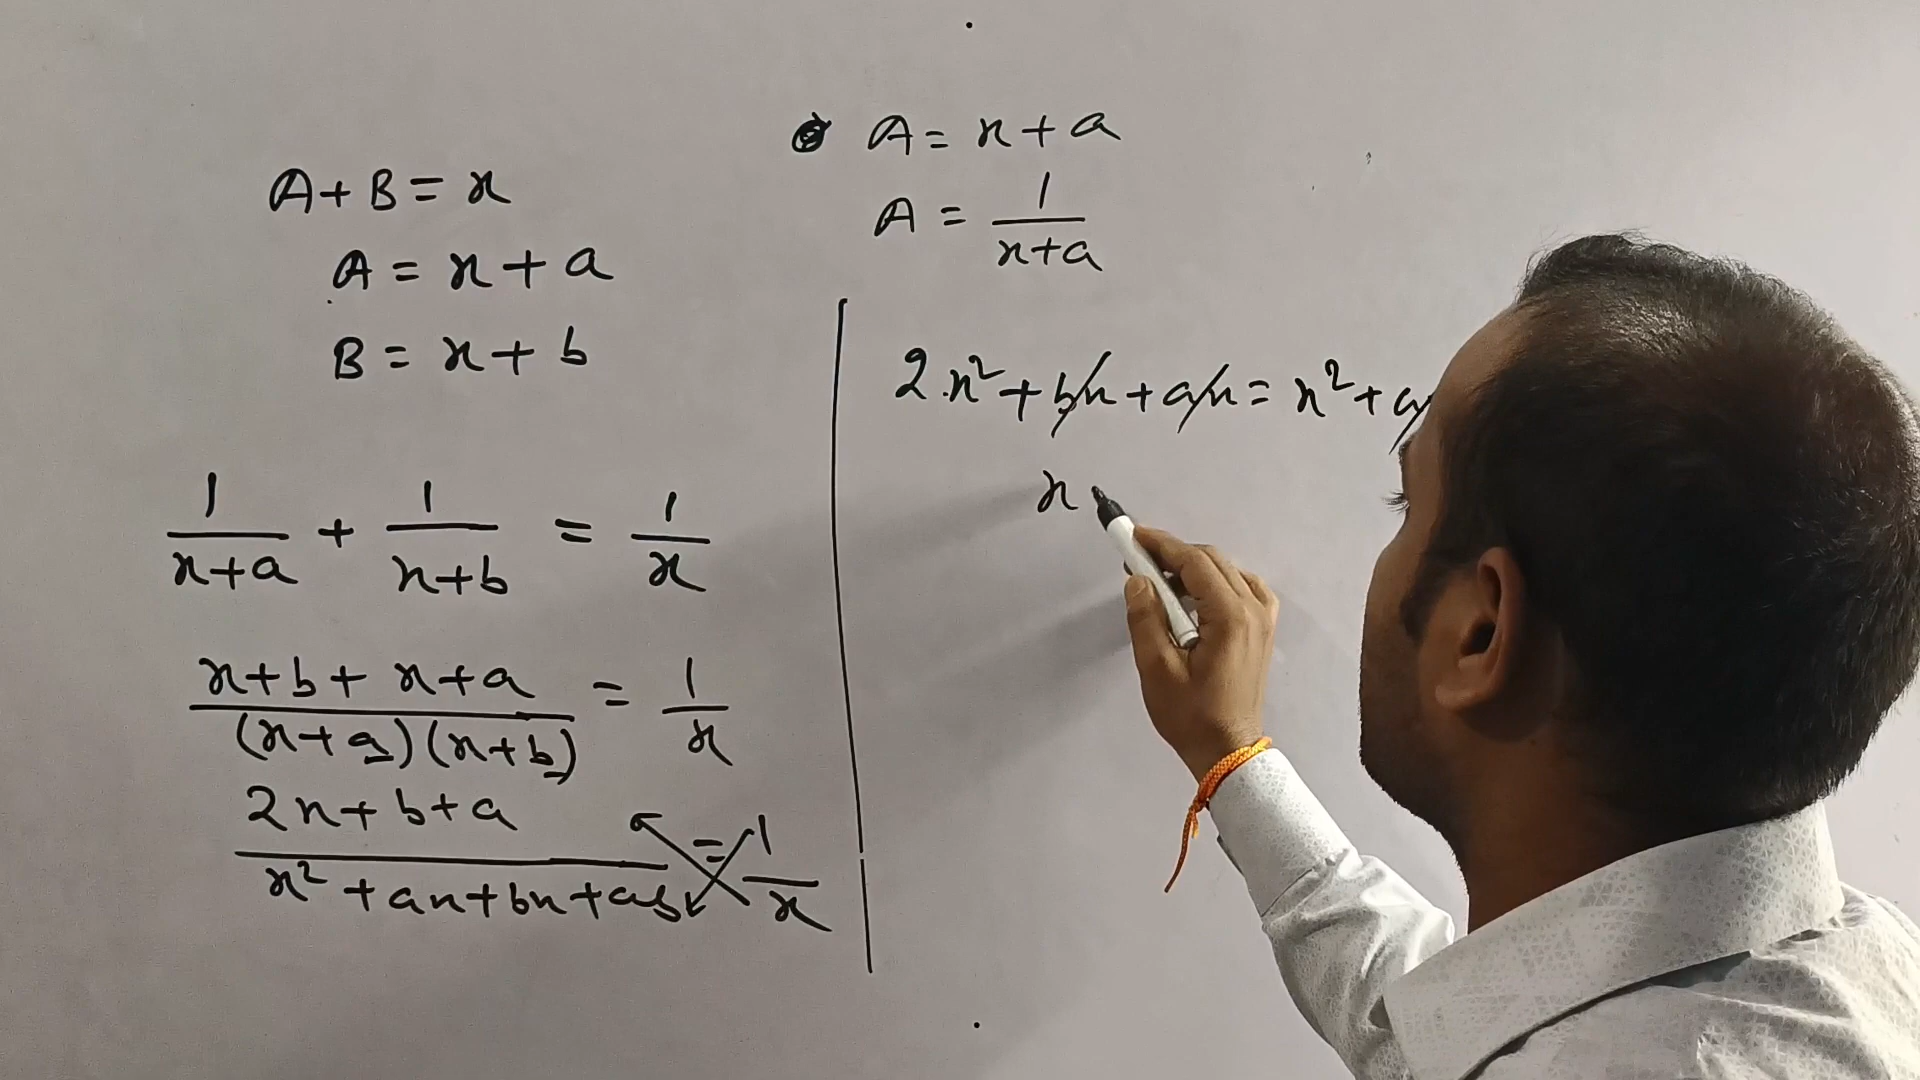 A+B=x
A=x+a
B=x+b
1/(x+a) + 1/(x+b) = 1/x
(x+b+x+a)/((x+a)(x+b)) = 1/x
(2x+b+a)/(x²+ax+bx+ab) = 1/x
A=x+a
A = 1/(x+a)
2x²+bx+ax=x²+a
x